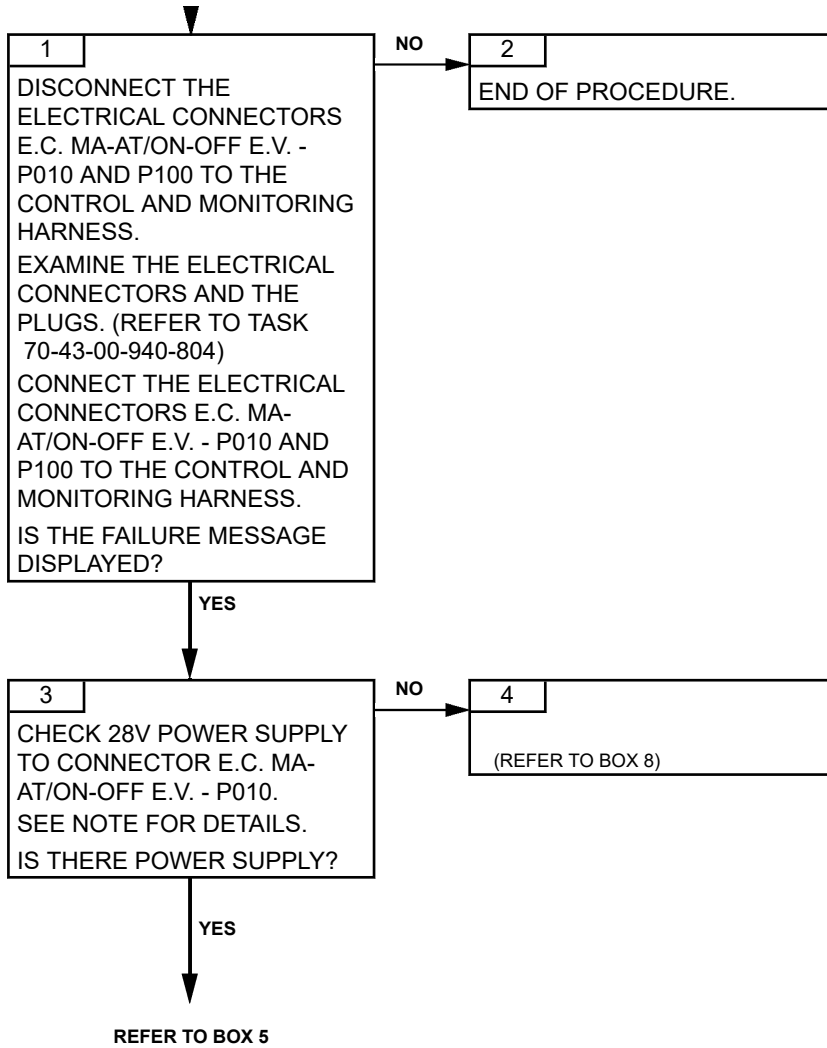 1
DISCONNECT THE
ELECTRICAL CONNECTORS
E.C. MA-AT/ON-OFF E.V. -
P010 AND P100 TO THE
CONTROL AND MONITORING
HARNESS.
EXAMINE THE ELECTRICAL
CONNECTORS AND THE
PLUGS. (REFER TO TASK
70-43-00-940-804)
CONNECT THE ELECTRICAL
CONNECTORS E.C. MA-
AT/ON-OFF E.V. - P010 AND
P100 TO THE CONTROL AND
MONITORING HARNESS.
IS THE FAILURE MESSAGE
DISPLAYED?
NO
2
END OF PROCEDURE.
YES
3
CHECK 28V POWER SUPPLY
TO CONNECTOR E.C. MA-
AT/ON-OFF E.V. - P010.
SEE NOTE FOR DETAILS.
IS THERE POWER SUPPLY?
NO
4
(REFER TO BOX 8)
YES
REFER TO BOX 5